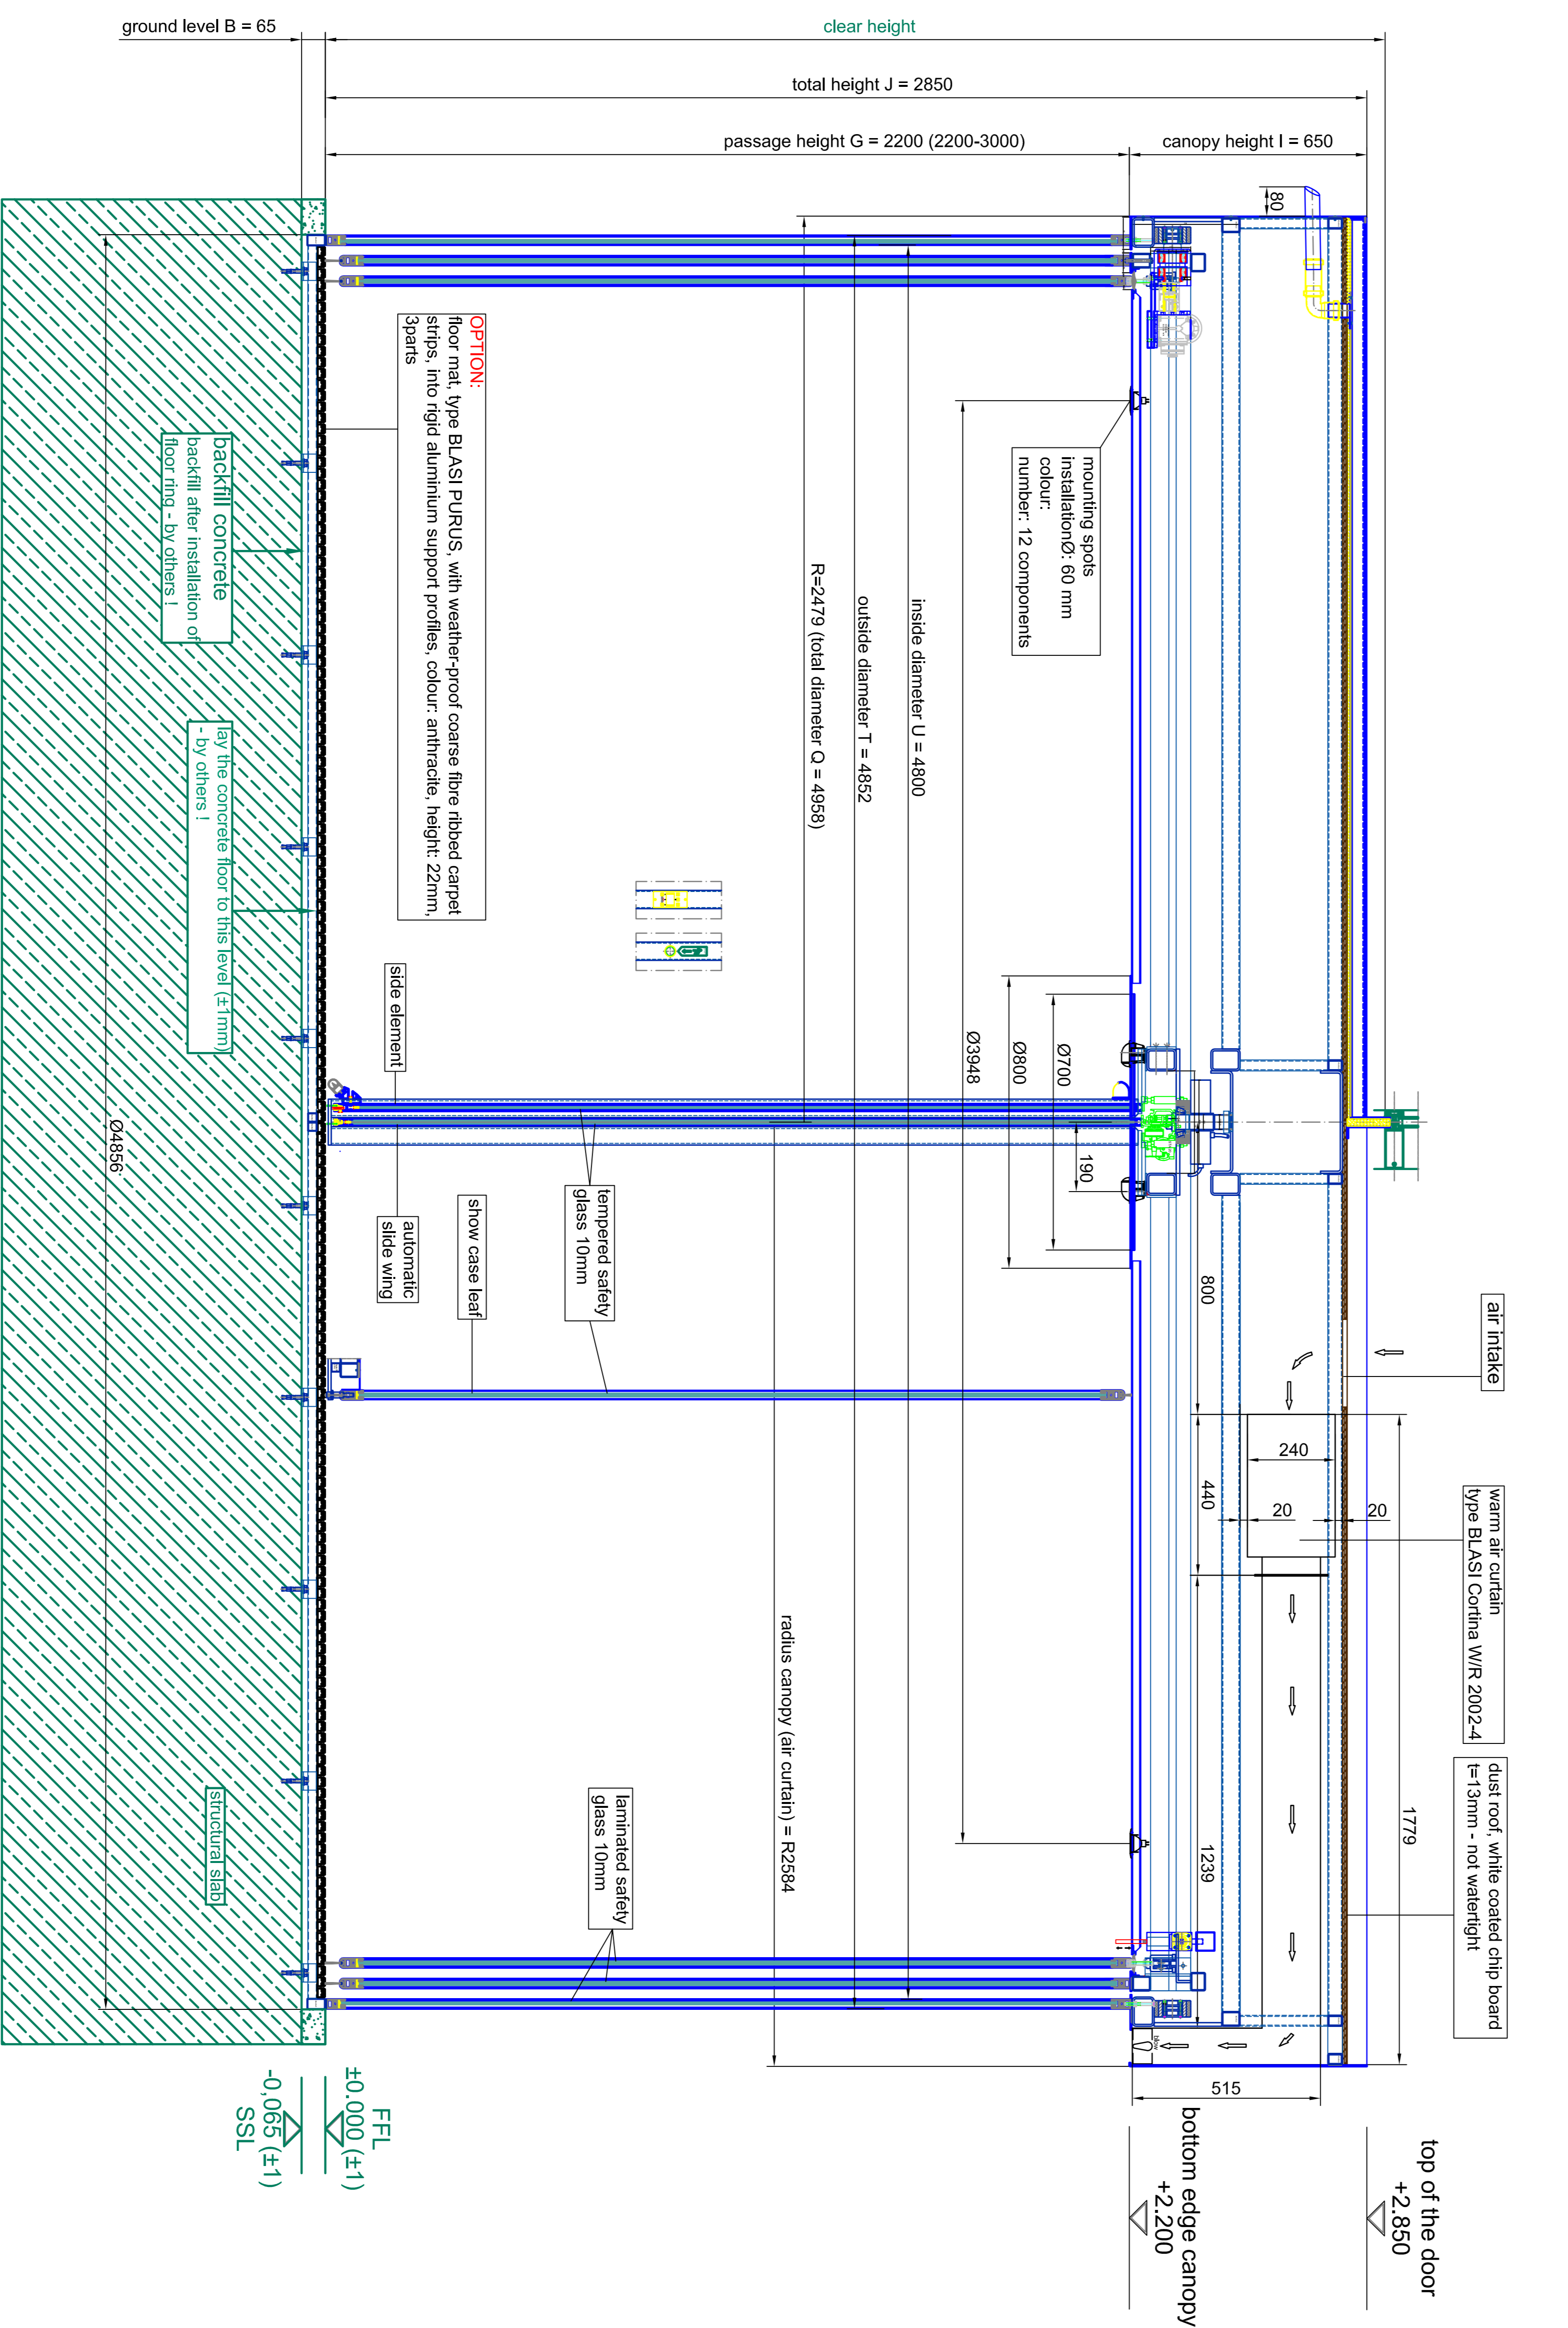 ground level B = 65
clear height
total height J = 2850
passage height G = 2200 (2200-3000)
canopy height I = 650
80
OPTION:
floor mat, type BLASI PURUS, with weather-proof coarse fibre ribbed carpet
strips, into rigid aluminium support profiles, colour: anthracite, height: 22mm,
3parts
mounting spots
installationØ: 60 mm
colour:
number: 12 components
backfill concrete
backfill after installation of
floor ring - by others !
lay the concrete floor to this level (±1mm)
- by others !
R=2479 (total diameter Q = 4958)
outside diameter T = 4852
inside diameter U = 4800
Ø3948
Ø800
Ø700
190
Ø4856
side element
automatic
slide wing
show case leaf
tempered safety
glass 10mm
800
air intake
240
440
20
20
warm air curtain
type BLASI Cortina W/R 2002-4
dust roof, white coated chip board
t=13mm - not watertight
1779
1239
radius canopy (air curtain) = R2584
laminated safety
glass 10mm
structural slab
blow
515
FFL
±0.000 (±1)
-0,065 (±1)
SSL
bottom edge canopy
+2.200
top of the door
+2.850